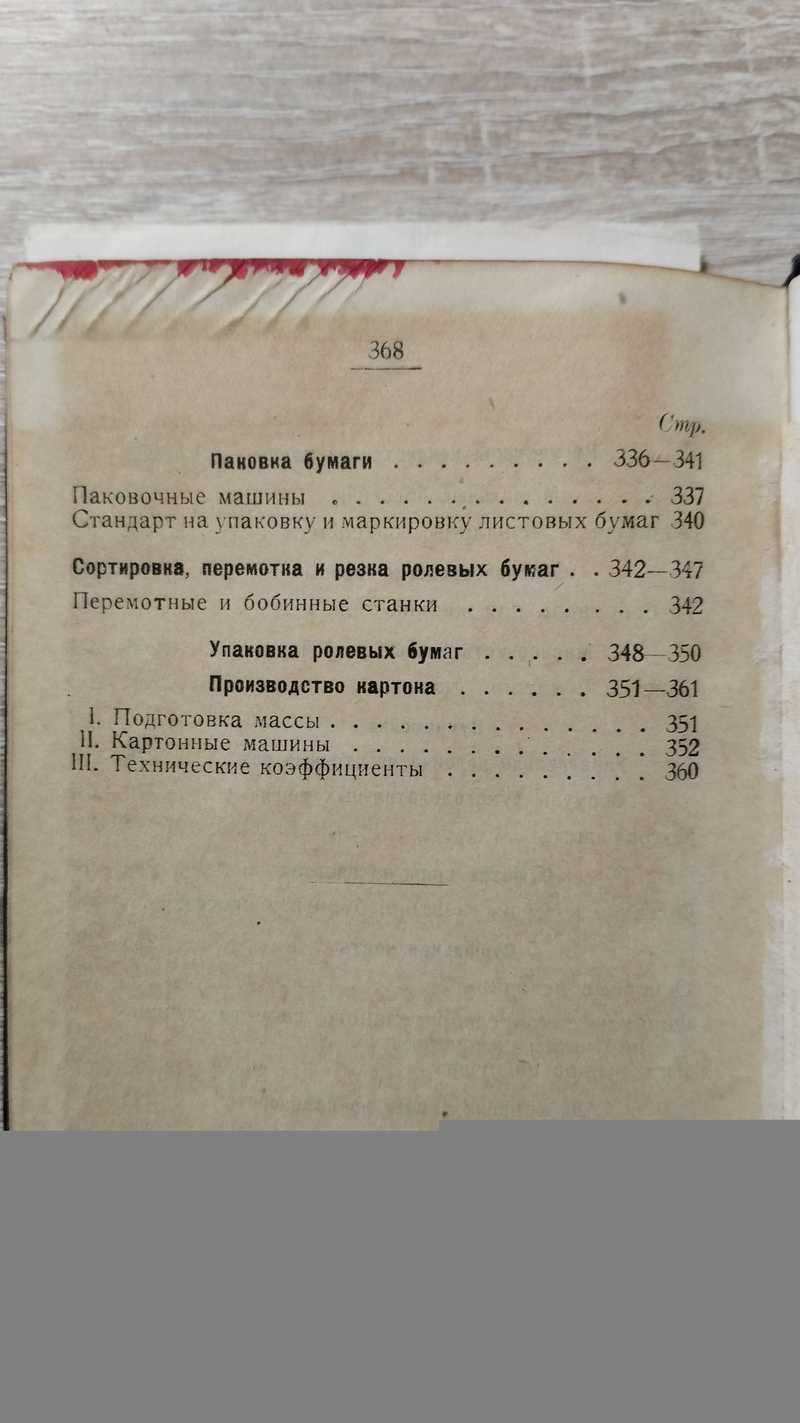 368
Стр.
Паковка бумаги . . . . . . . . . 336—341
Паковочные машины . . . . . . . . . . . . . . 337
Стандарт на упаковку и маркировку листовых бумаг 340
Сортировка, перемотка и резка ролевых бумаг . . 342—347
Перемотные и бобинные станки . . . . . . . . 342
Упаковка ролевых бумаг . . . . . 348—350
Производство картона . . . . . . 351—361
I. Подготовка массы . . . . . . . . . . . . . . 351
II. Картонные машины . . . . . . . . . . . . . 352
III. Технические коэффициенты . . . . . . . . . 360